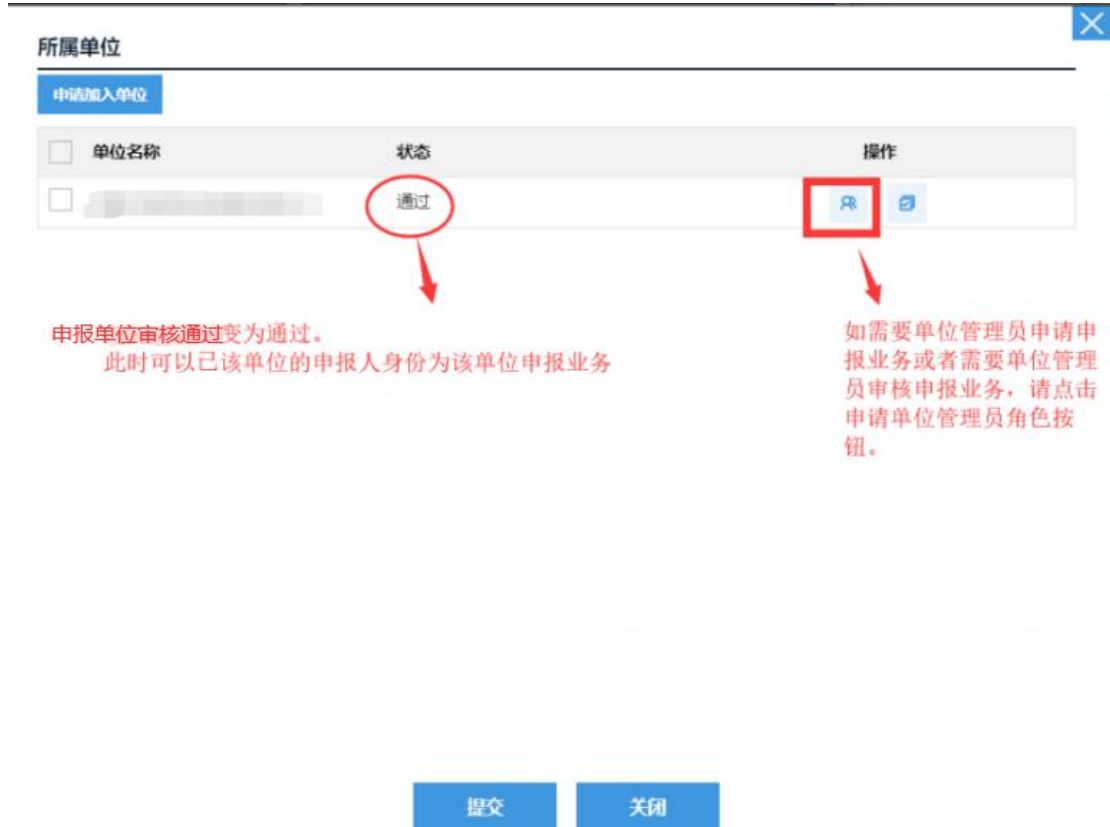 所属单位
申请加入单位
单位名称 状态 操作
通过
申报单位审核通过变为通过。
此时可以已该单位的申报人身份为该单位申报业务
如需要单位管理员申请申
报业务或者需要单位管理
员审核申报业务，请点击
申请单位管理员角色按
钮。
提交 关闭